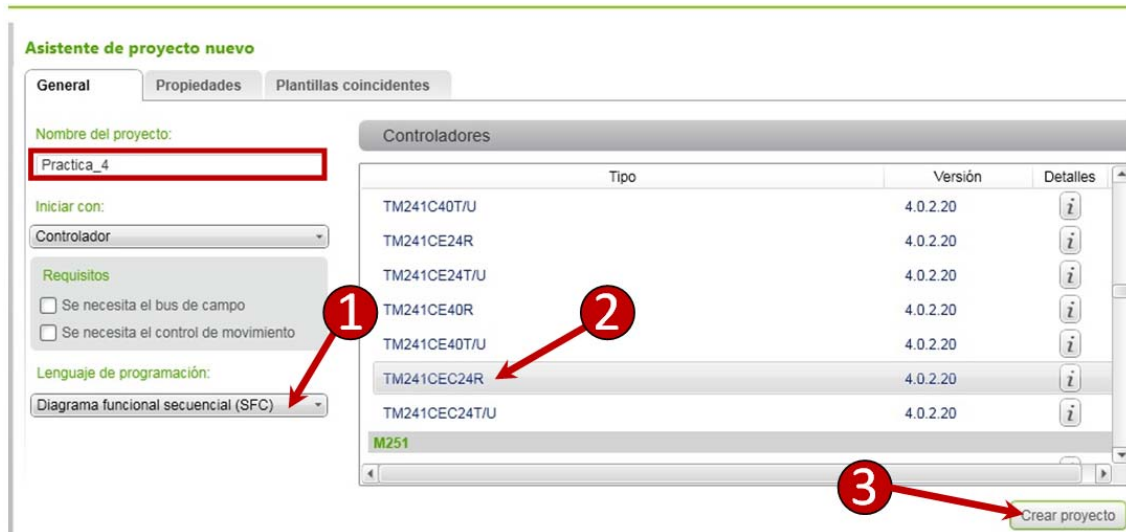 Asistente de proyecto nuevo
General Propiedades Plantillas coincidentes
Nombre del proyecto:
Practica_4
Iniciar con:
Controlador
Requisitos
Se necesita el bus de campo
Se necesita el control de movimiento
Lenguaje de programación:
Diagrama funcional secuencial (SFC)
1
Controladores
Tipo Versión Detalles
TM241C40T/U 4.0.2.20 i
TM241CE24R 4.0.2.20 i
TM241CE24T/U 4.0.2.20 i
TM241CE40R 4.0.2.20 i
TM241CE40T/U 4.0.2.20 i
TM241CEC24R 4.0.2.20 i
TM241CEC24T/U 4.0.2.20 i
2
M251
3
Crear proyecto